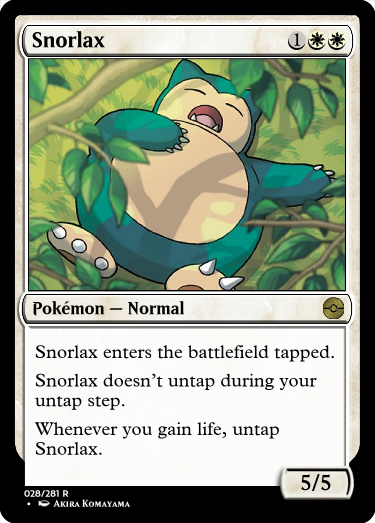 Snorlax 1
Pokémon — Normal
Snorlax enters the battlefield tapped.
Snorlax doesn't untap during your
untap step.
Whenever you gain life, untap
Snorlax.
5/5
028/281 R
• Akira Komayama